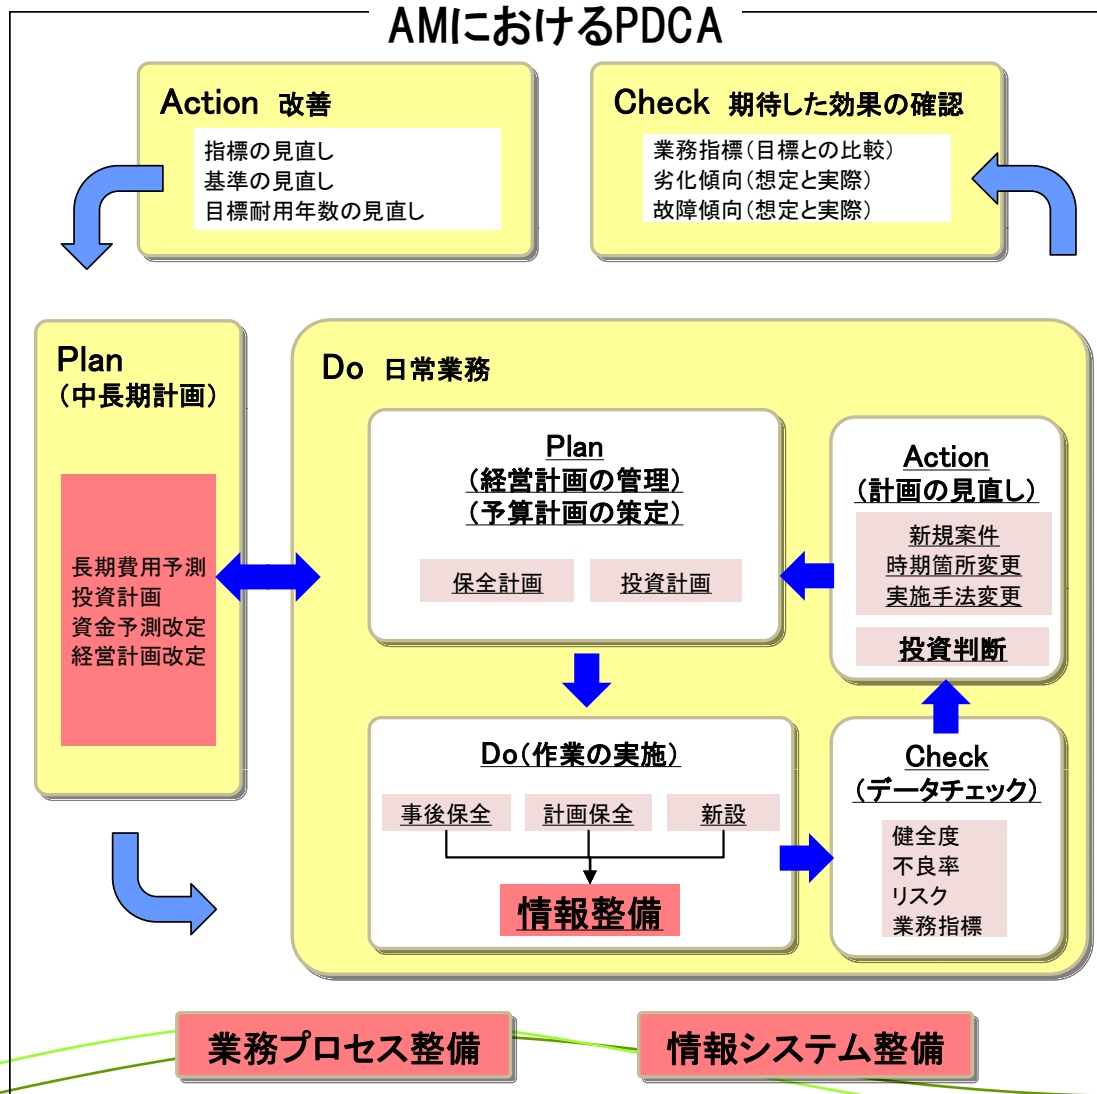 AMにおけるPDCA
Action 改善
指標の見直し
基準の見直し
目標耐用年数の見直し
Check 期待した効果の確認
業務指標(目標との比較)
劣化傾向(想定と実際)
故障傾向(想定と実際)
Plan
(中長期計画)
長期費用予測
投資計画
資金予測改定
経営計画改定
Do 日常業務
Plan
(経営計画の管理)
(予算計画の策定)
保全計画
投資計画
Action
(計画の見直し)
新規案件
時期箇所変更
実施手法変更
投資判断
Do(作業の実施)
事後保全
計画保全
新設
情報整備
Check
(データチェック)
健全度
不良率
リスク
業務指標
業務プロセス整備
情報システム整備